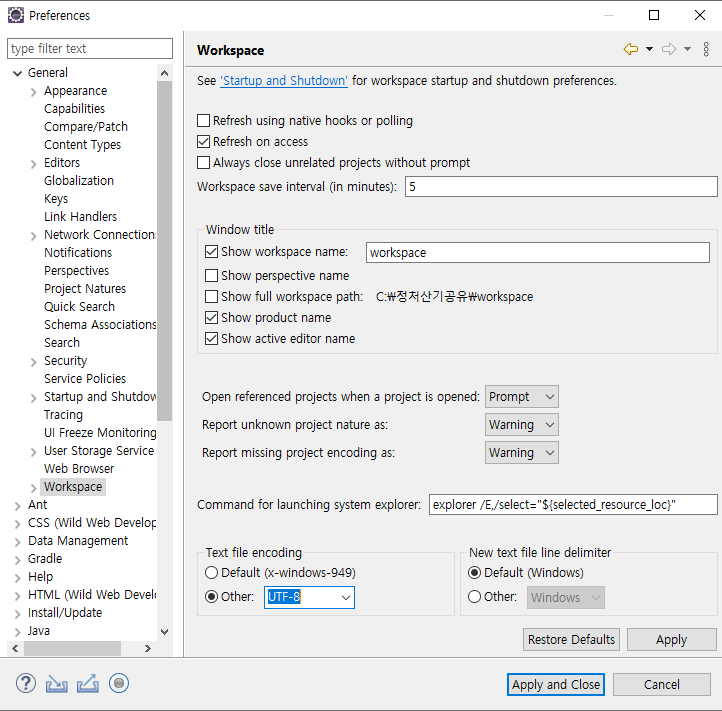 Preferences
type filter text
General
Appearance
Capabilities
Compare/Patch
Content Types
Editors
Globalization
Keys
Link Handlers
Network Connection
Notifications
Perspectives
Project Natures
Quick Search
Schema Associations
Search
Security
Service Policies
Startup and Shutdow
Tracing
UI Freeze Monitoring
User Storage Service
Web Browser
Workspace
Ant
CSS (Wild Web Develop
Data Management
Gradle
Help
HTML (Wild Web Devel
Install/Update
Java
Workspace
See 'Startup and Shutdown' for workspace startup and shutdown preferences.
Refresh using native hooks or polling
Refresh on access
Always close unrelated projects without prompt
Workspace save interval (in minutes): 5
Window title
Show workspace name: workspace
Show perspective name
Show full workspace path: C:₩정처산기공유₩workspace
Show product name
Show active editor name
Open referenced projects when a project is opened: Prompt
Report unknown project nature as: Warning
Report missing project encoding as: Warning
Command for launching system explorer: explorer /E,/select="${selected_resource_loc}"
Text file encoding
Default (x-windows-949)
Other: UTF-8
New text file line delimiter
Default (Windows)
Other: Windows
Restore Defaults Apply
? Apply and Close Cancel